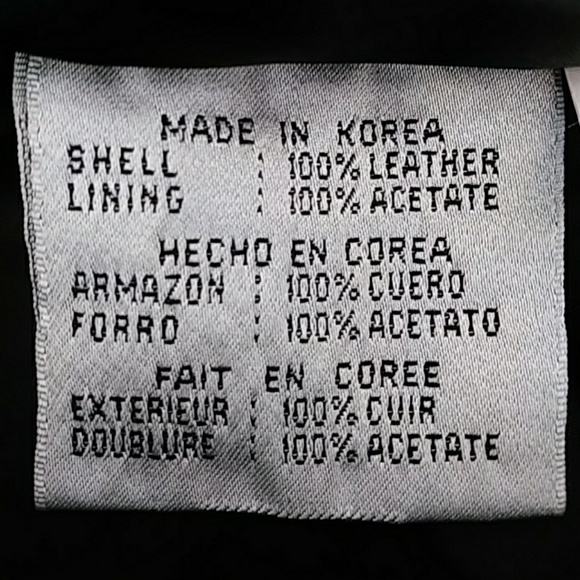 MADE IN KOREA
SHELL : 100% LEATHER
LINING : 100% ACETATE
HECHO EN COREA
ARMAZON : 100% CUERO
FORRO : 100% ACETATO
FAIT EN COREE
EXTERIEUR : 100% CUIR
DOUBLURE : 100% ACETATE